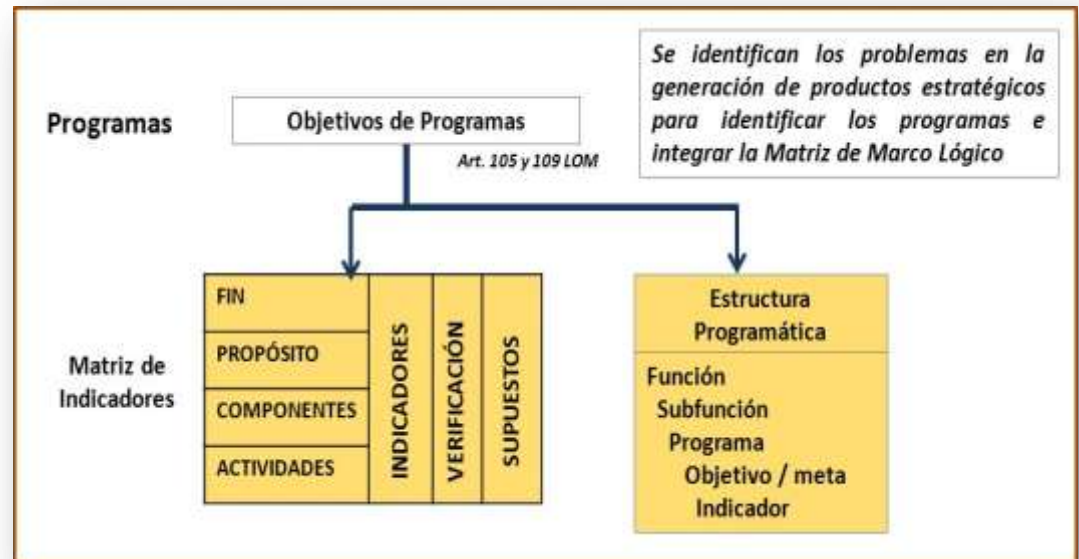 Se identifican los problemas en la
generación de productos estratégicos
para identificar los programas e
integrar la Matriz de Marco Lógico
Programas
Objetivos de Programas
Art. 105 y 109 LOM
Matriz de
Indicadores
FIN
PROPÓSITO
COMPONENTES
ACTIVIDADES
INDICADORES
VERIFICACIÓN
SUPUESTOS
Estructura
Programática
Función
Subfunción
Programa
Objetivo / meta
Indicador